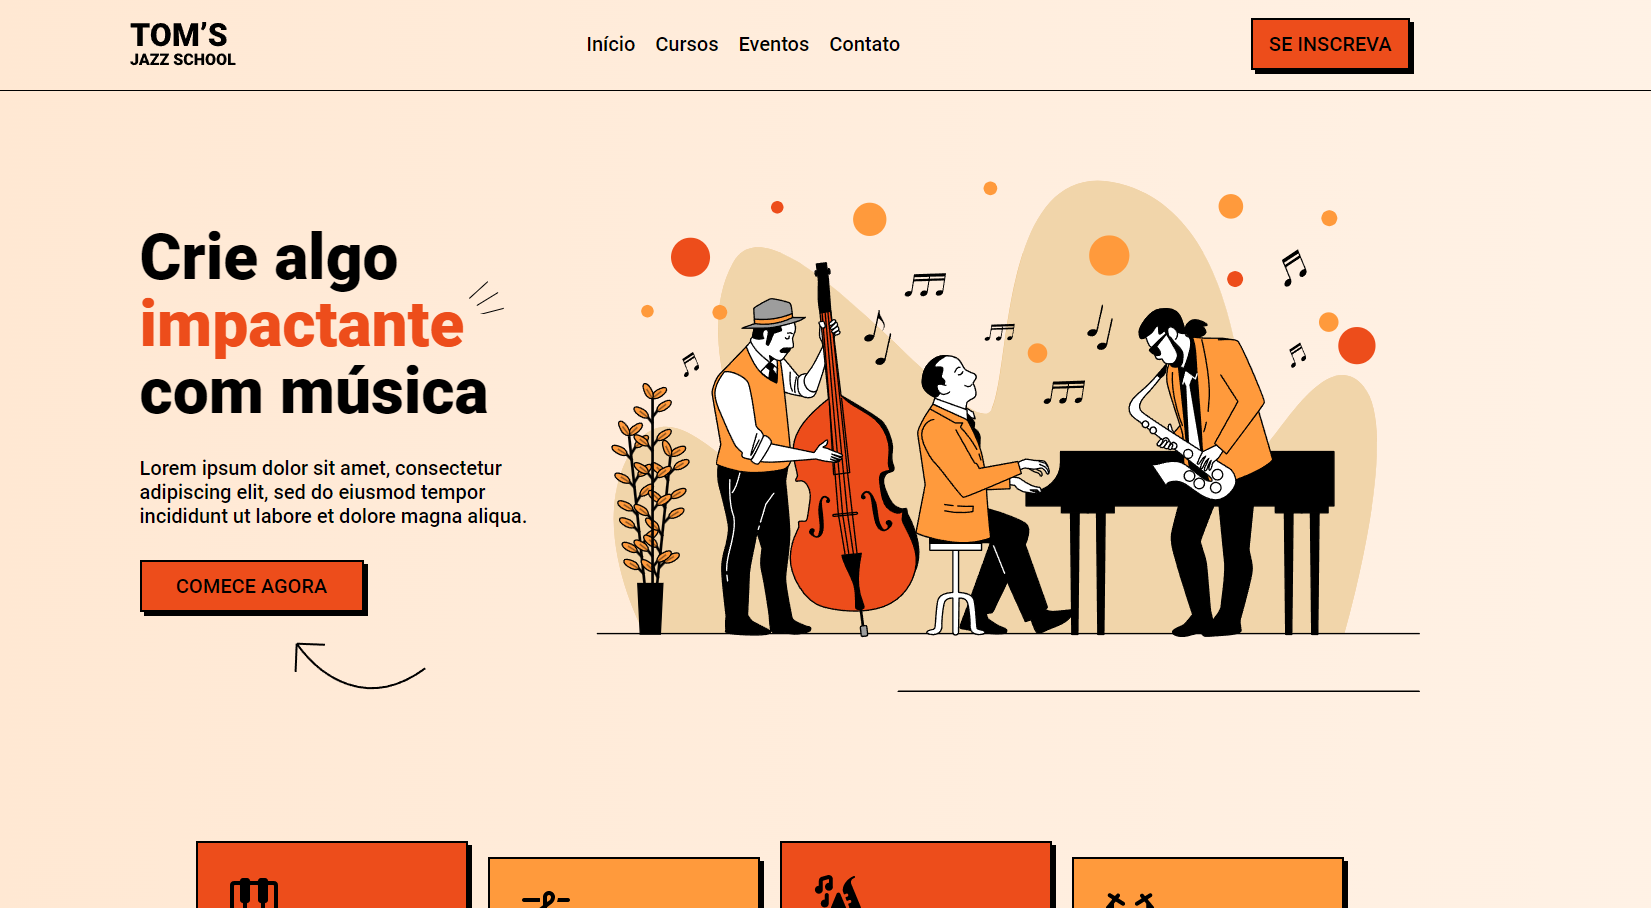 TOM’S
JAZZ SCHOOL
Início Cursos Eventos Contato
SE INSCREVA
Crie algo
impactante
com música
Lorem ipsum dolor sit amet, consectetur
adipiscing elit, sed do eiusmod tempor
incididunt ut labore et dolore magna aliqua.
COMECE AGORA